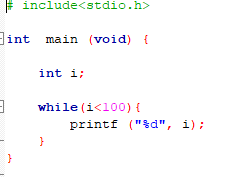 # include<stdio.h>
int  main (void) {
int i;
while(i<100){
printf ("%d", i);
}
}